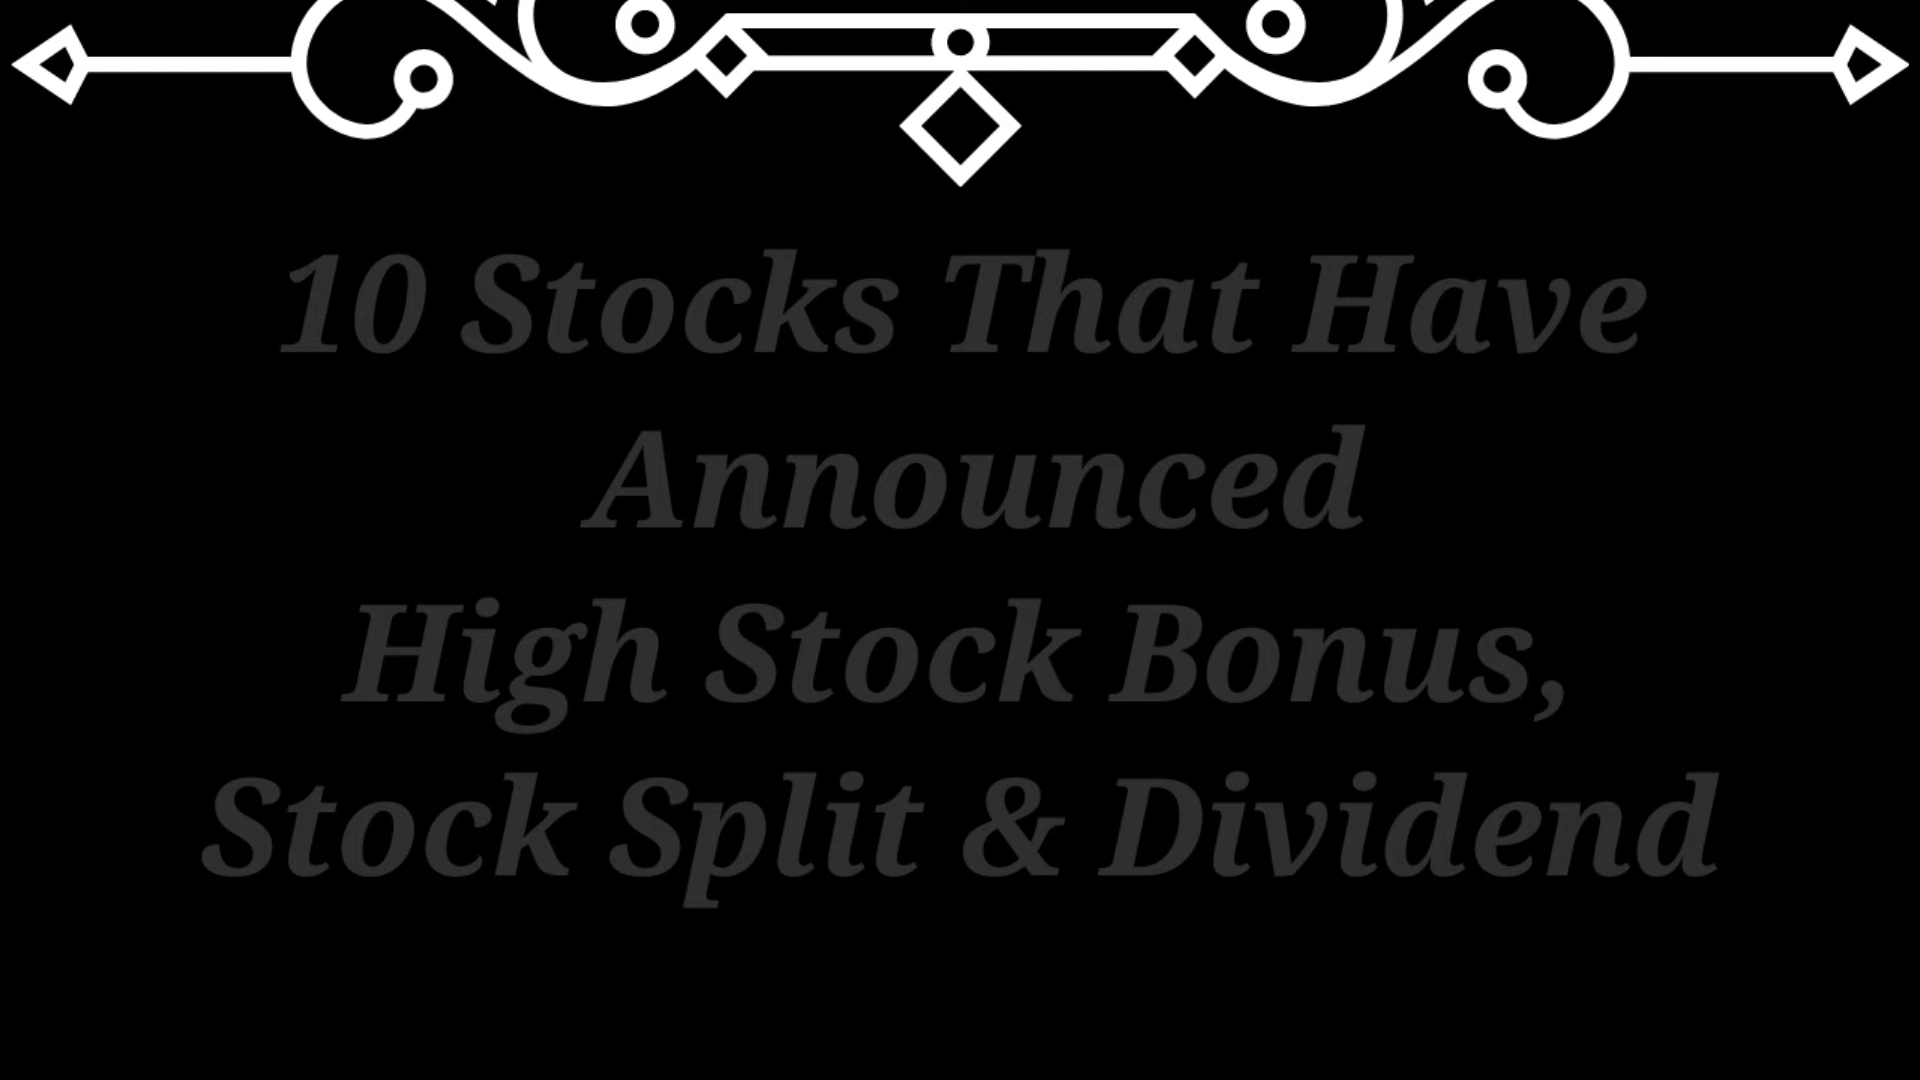 10 Stocks That Have
Announced
High Stock Bonus,
Stock Split & Dividend